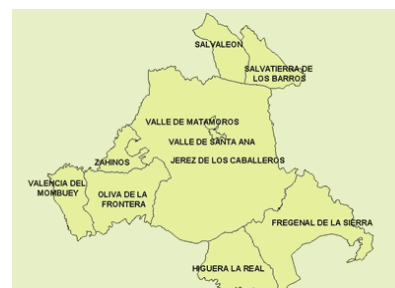 SALVALEON
SALVATIERRA DE
LOS BARROS
VALLE DE MATAMOROS
VALLE DE SANTA ANA
JEREZ DE LOS CABALLEROS
ZAHINOS
VALENCIA DEL
MOMBUEY
OLIVA DE LA
FRONTERA
FREGENAL DE LA SIERRA
HIGUERA LA REAL